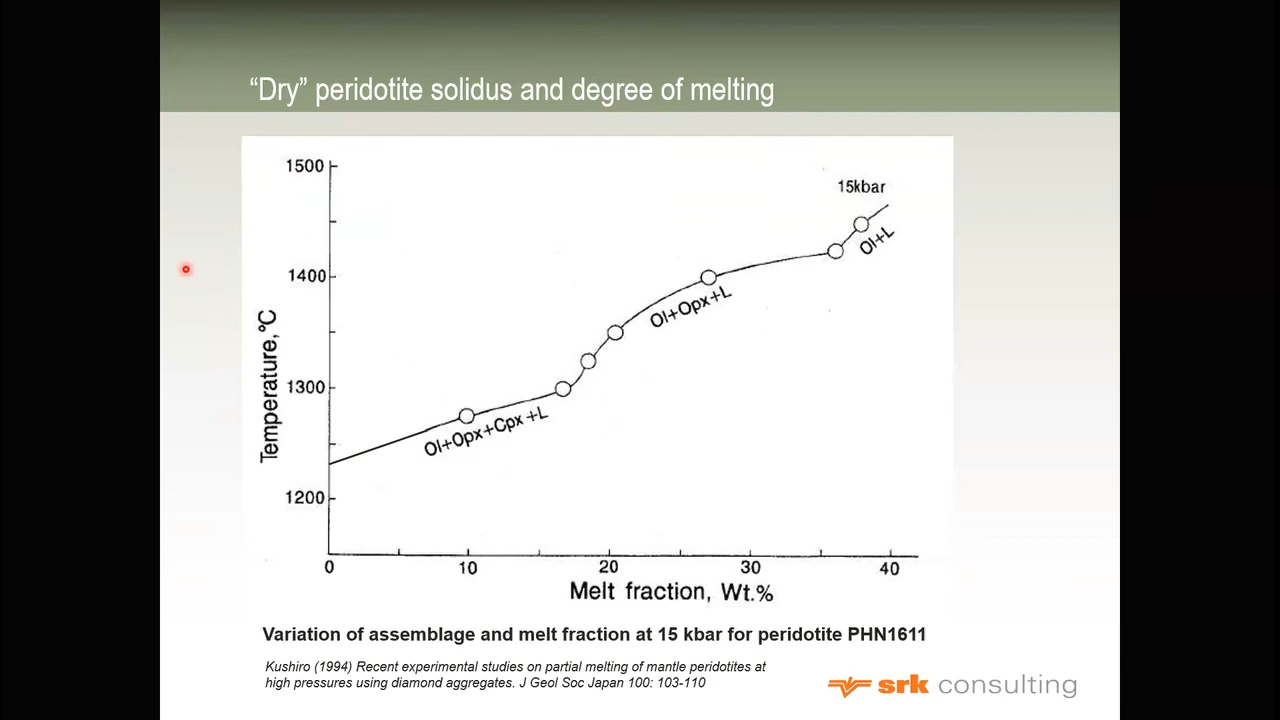 “Dry” peridotite solidus and degree of melting
1500
1400
1300
1200
Temperature, °C
15kbar
Ol+L
Ol+Opx+L
Ol+Opx+Cpx+L
0 10 20 30 40
Melt fraction, Wt.%
Variation of assemblage and melt fraction at 15 kbar for peridotite PHN1611
Kushiro (1994) Recent experimental studies on partial melting of mantle peridotites at
high pressures using diamond aggregates. J Geol Soc Japan 100: 103-110
srk consulting